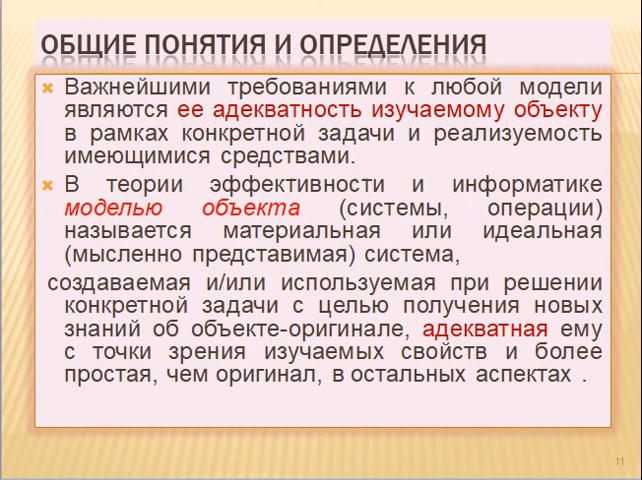 ОБЩИЕ ПОНЯТИЯ И ОПРЕДЕЛЕНИЯ
Важнейшими требованиями к любой модели
являются ее адекватность изучаемому объекту
в рамках конкретной задачи и реализуемость
имеющимися средствами.
В теории эффективности и информатике
моделью объекта (системы, операции)
называется материальная или идеальная
(мысленно представимая) система,
создаваемая и/или используемая при решении
конкретной задачи с целью получения новых
знаний об объекте-оригинале, адекватная ему
с точки зрения изучаемых свойств и более
простая, чем оригинал, в остальных аспектах .
11